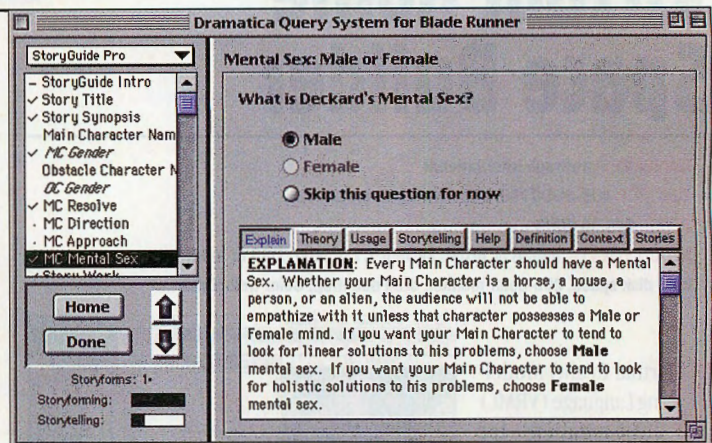 Dramatica Query System for Blade Runner
StoryGuide Pro
– StoryGuide Intro
✓ Story Title
✓ Story Synopsis
Main Character Nam
✓ MC Gender
Obstacle Character N
OC Gender
✓ MC Resolve
· MC Direction
· MC Approach
✓ MC Mental Sex
✓ Story Work
Home
Done
Storyforms: 1•
Storyforming:
Storytelling:
Mental Sex: Male or Female
What is Deckard's Mental Sex?
Male
Female
Skip this question for now
Explain Theory Usage Storytelling Help Definition Context Stories
EXPLANATION: Every Main Character should have a Mental
Sex. Whether your Main Character is a horse, a house, a
person, or an alien, the audience will not be able to
empathize with it unless that character possesses a Male or
Female mind. If you want your Main Character to tend to
look for linear solutions to his problems, choose Male
mental sex. If you want your Main Character to tend to look
for holistic solutions to his problems, choose Female
mental sex.